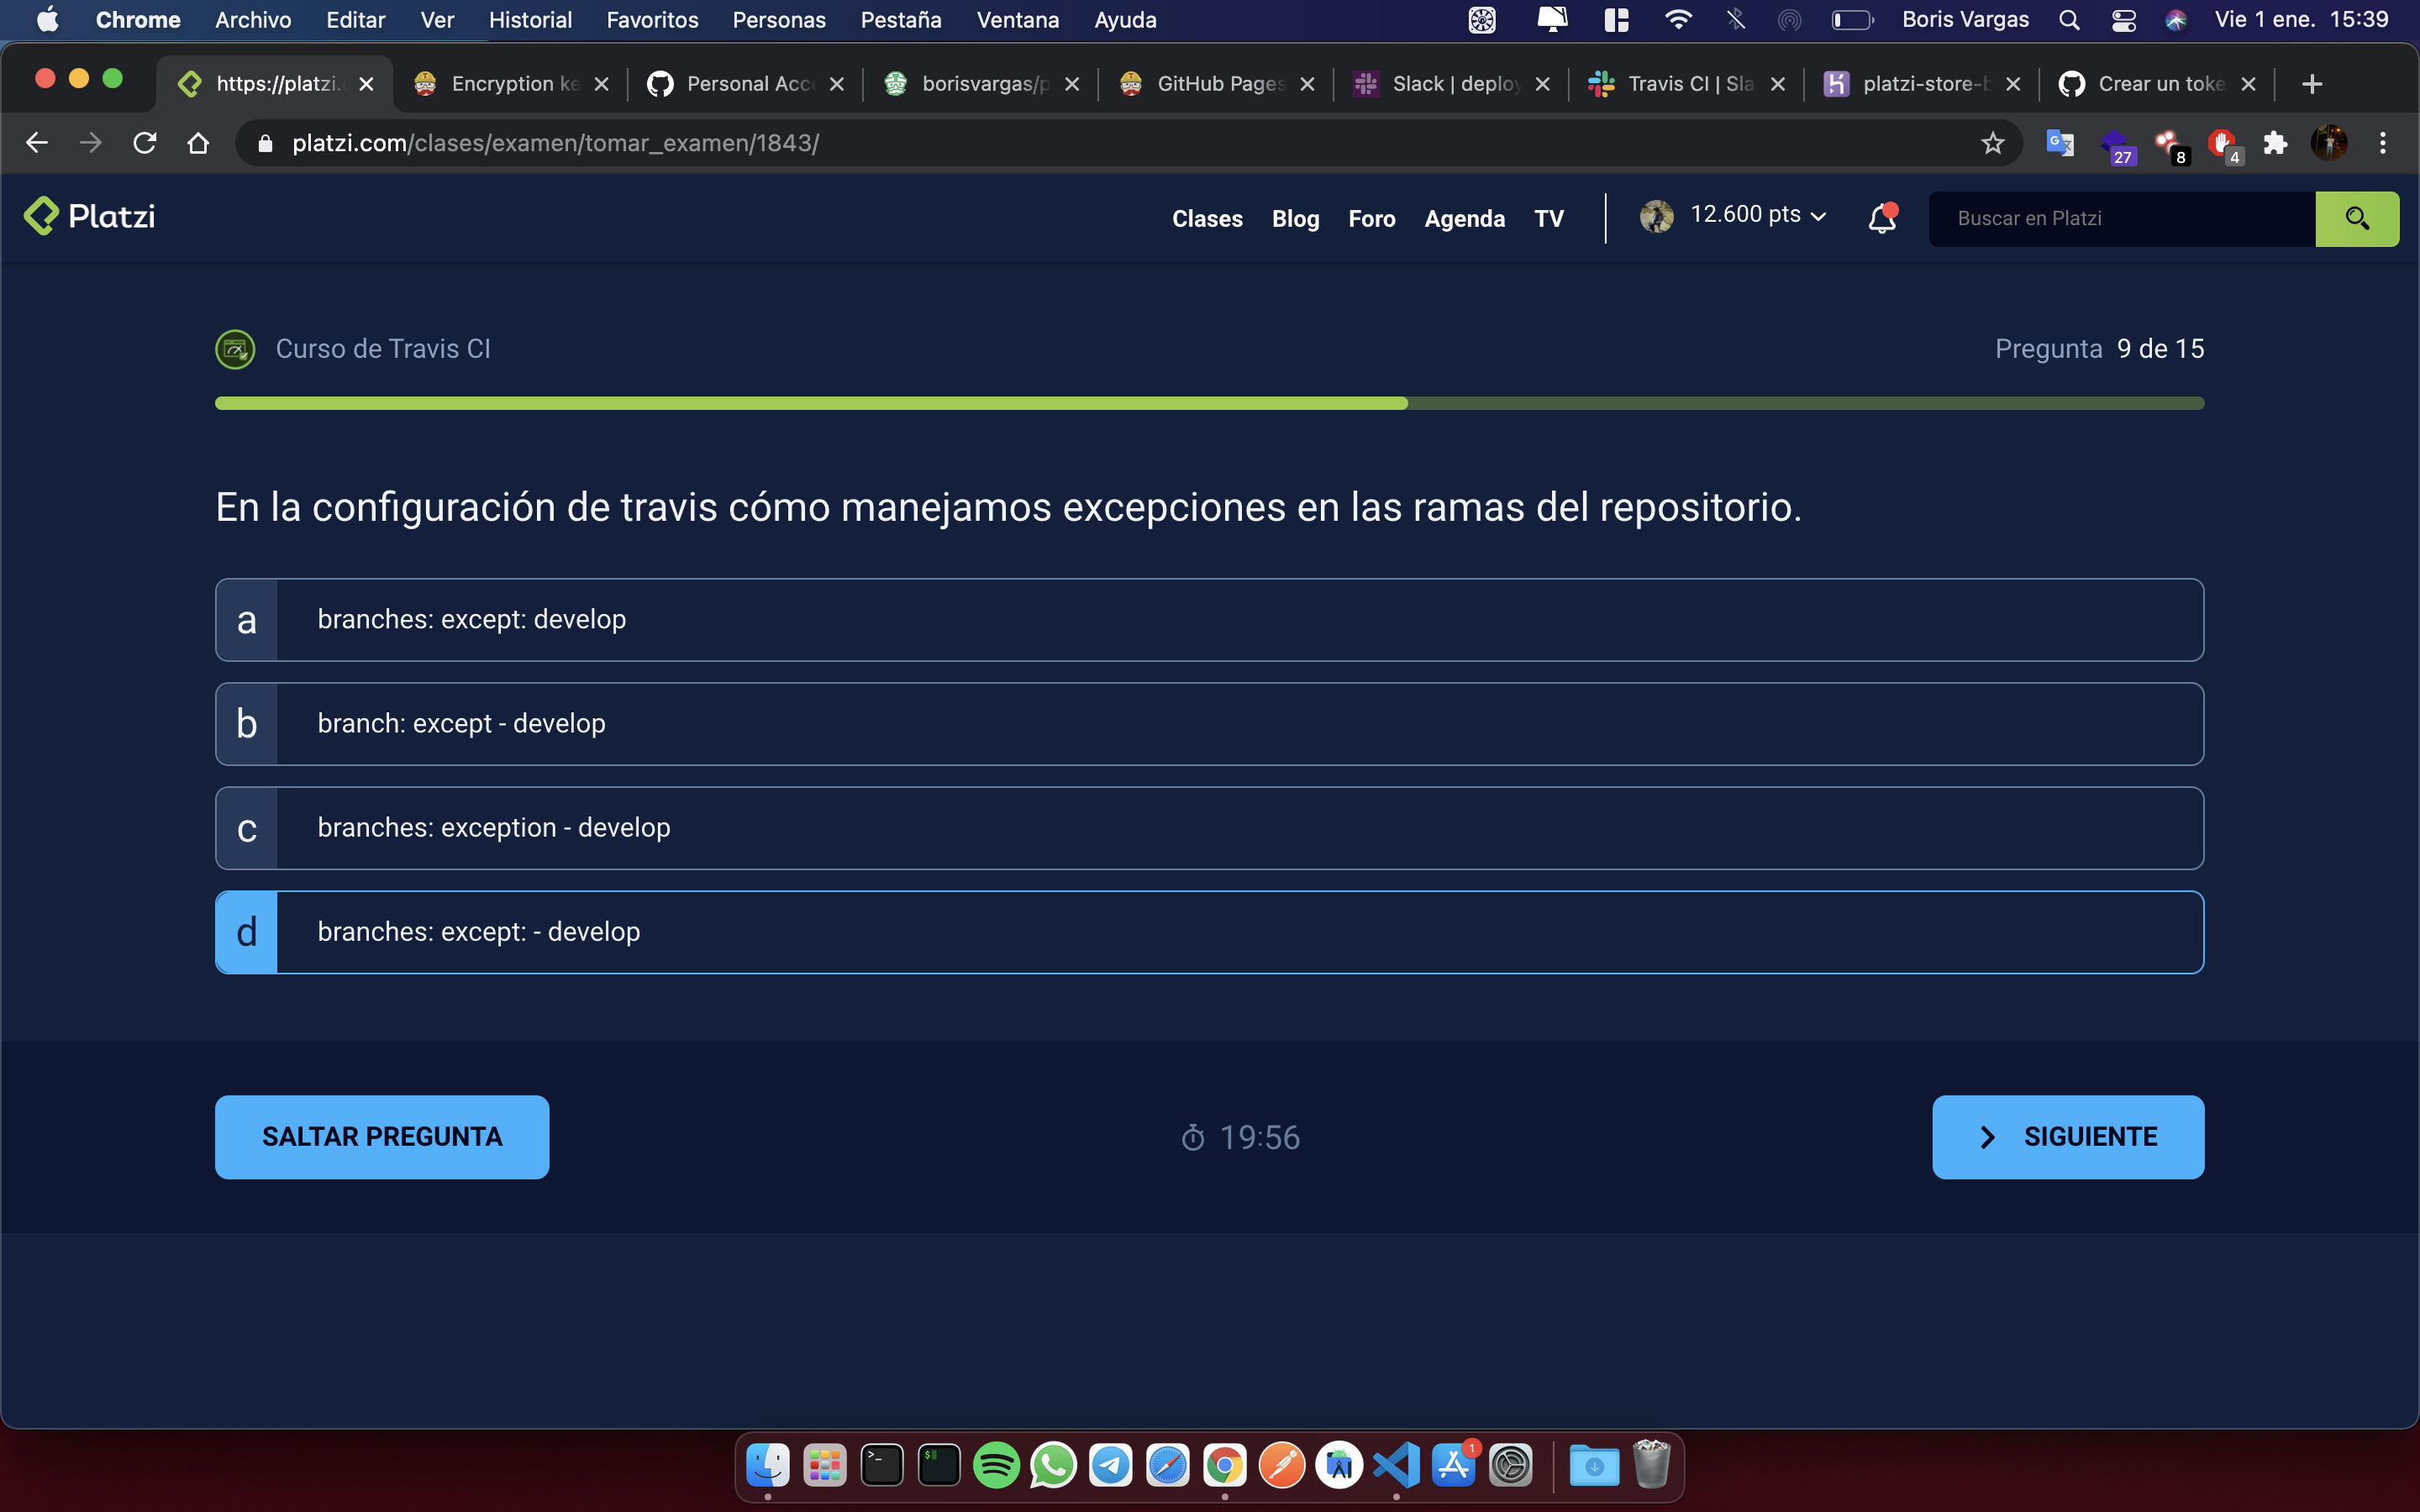 Chrome Archivo Editar Ver Historial Favoritos Personas Pestaña Ventana Ayuda Boris Vargas Vie 1 ene. 15:39
https://platzi. Encryption ke Personal Acc borisvargas/p GitHub Pages Slack | deploy Travis CI | Sla platzi-store-b Crear un toke
platzi.com/clases/examen/tomar_examen/1843/ 27 8 4
Platzi Clases Blog Foro Agenda TV 12.600 pts Buscar en Platzi
Curso de Travis CI Pregunta 9 de 15
En la configuración de travis cómo manejamos excepciones en las ramas del repositorio.
a branches: except: develop
b branch: except - develop
c branches: exception - develop
d branches: except: - develop
SALTAR PREGUNTA 19:56 SIGUIENTE
1